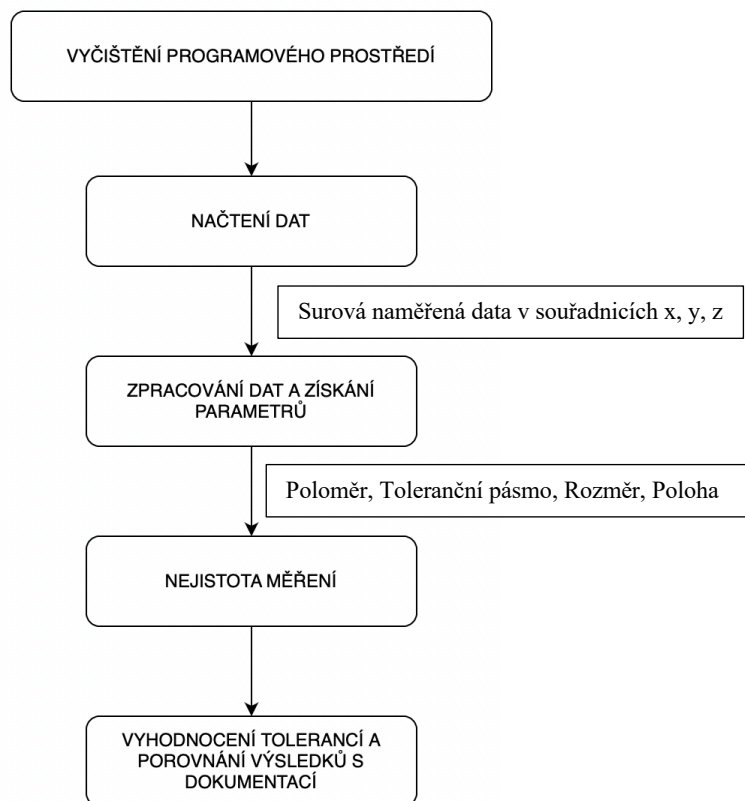 VYČIŠTĚNÍ PROGRAMOVÉHO PROSTŘEDÍ
NAČTENÍ DAT
Surová naměřená data v souřadnicích x, y, z
ZPRACOVÁNÍ DAT A ZÍSKÁNÍ
PARAMETRŮ
Poloměr, Toleranční pásmo, Rozměr, Poloha
NEJISTOTA MĚŘENÍ
VYHODNOCENÍ TOLERANCÍ A
POROVNÁNÍ VÝSLEDKŮ S
DOKUMENTACÍ